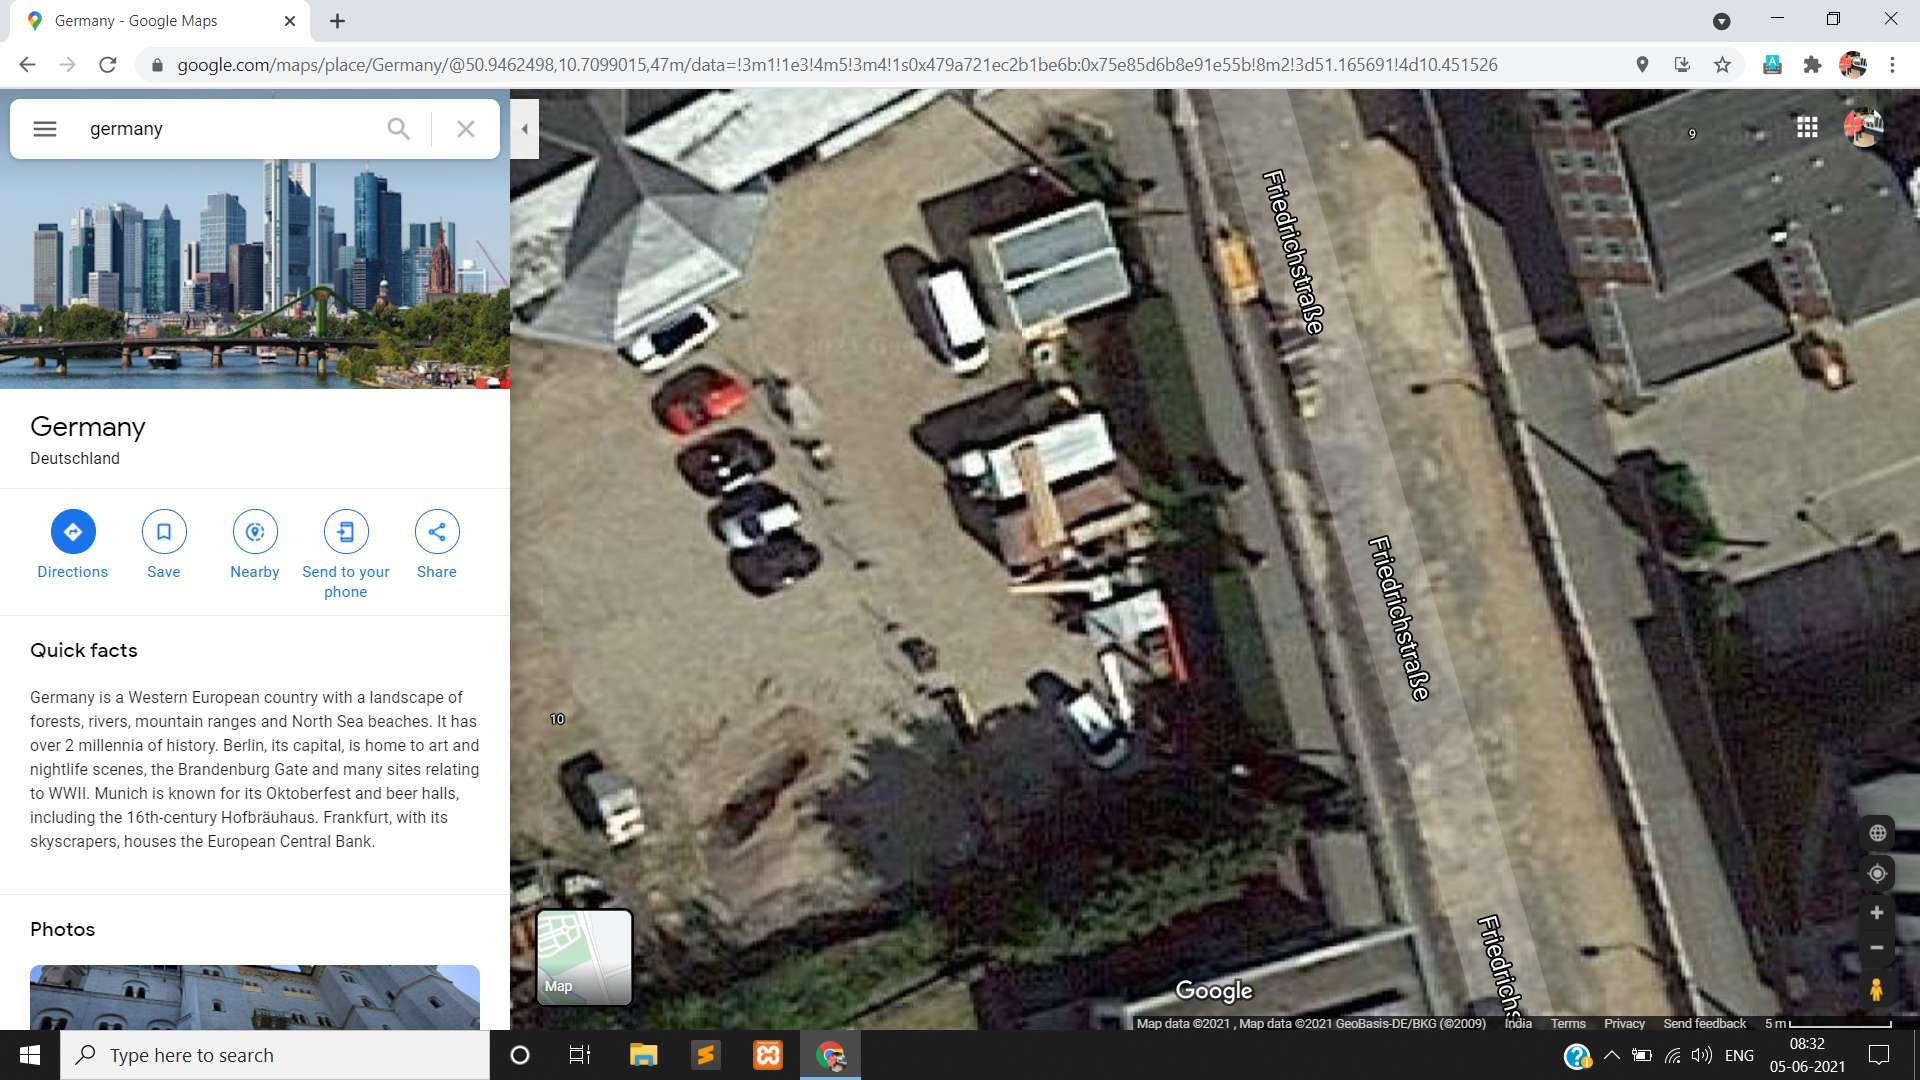 Germany - Google Maps
google.com/maps/place/Germany/@50.9462498,10.7099015,47m/data=!3m1!1e3!4m5!3m4!1s0x479a721ec2b1be6b:0x75e85d6b8e91e55b!8m2!3d51.165691!4d10.451526
germany
Germany
Deutschland
Directions
Save
Nearby
Send to your
phone
Share
Quick facts
Germany is a Western European country with a landscape of
forests, rivers, mountain ranges and North Sea beaches. It has
over 2 millennia of history. Berlin, its capital, is home to art and
nightlife scenes, the Brandenburg Gate and many sites relating
to WWII. Munich is known for its Oktoberfest and beer halls,
including the 16th-century Hofbräuhaus. Frankfurt, with its
skyscrapers, houses the European Central Bank.
Photos
9
Friedrichstraße
Friedrichstraße
Friedrichs
10
Map
Google
Map data ©2021 , Map data ©2021 GeoBasis-DE/BKG (©2009) India Terms Privacy Send feedback 5 m
Type here to search
ENG
08:32
05-06-2021